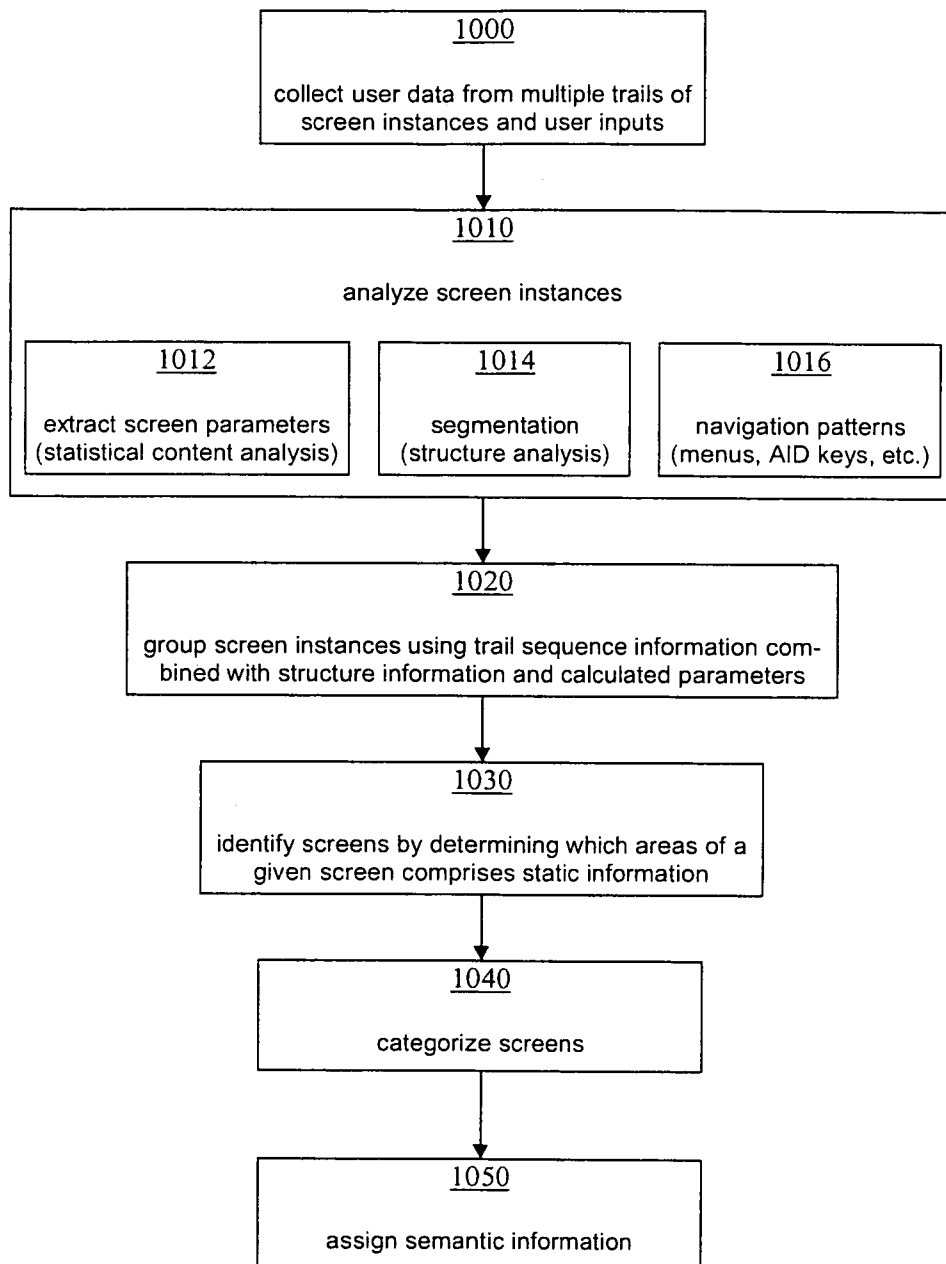 1000
collect user data from multiple trails of
screen instances and user inputs
1010
analyze screen instances
1012
extract screen parameters
(statistical content analysis)
1014
segmentation
(structure analysis)
1016
navigation patterns
(menus, AID keys, etc.)
1020
group screen instances using trail sequence information com-
bined with structure information and calculated parameters
1030
identify screens by determining which areas of a
given screen comprises static information
1040
categorize screens
1050
assign semantic information